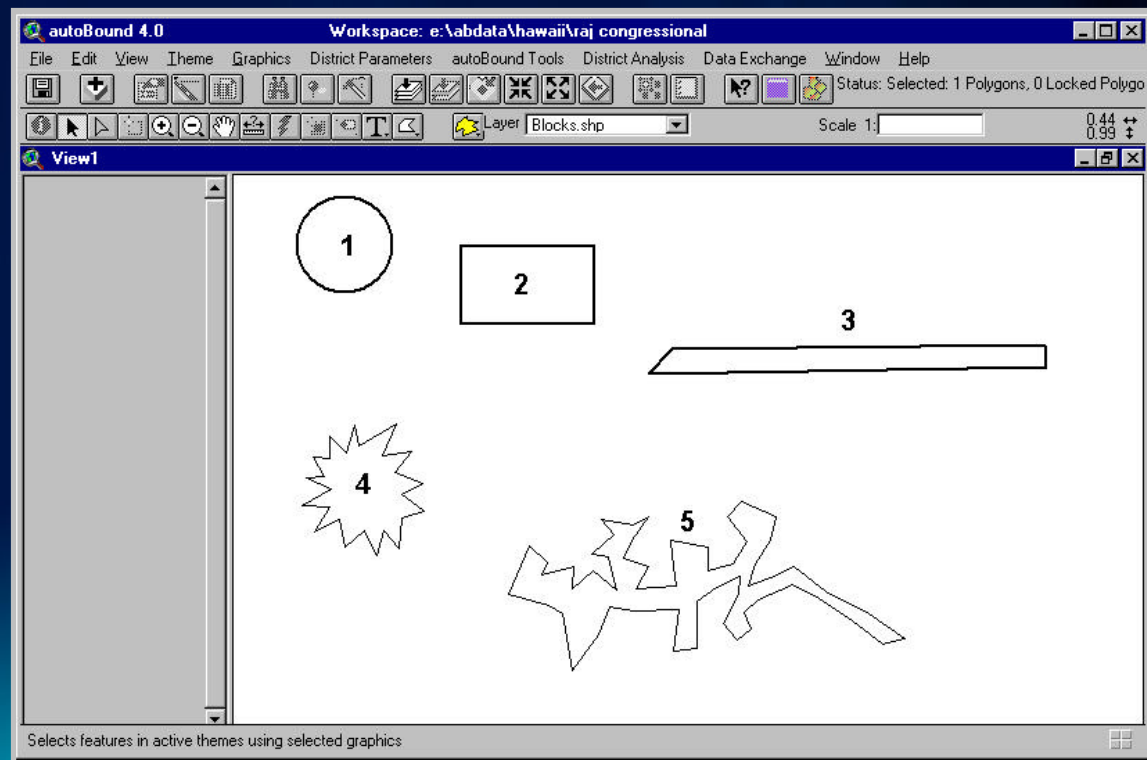 autoBound 4.0 Workspace: e:\abdata\hawaii\raj congressional
File Edit View Theme Graphics District Parameters autoBound Tools District Analysis Data Exchange Window Help
Status: Selected: 1 Polygons, 0 Locked Polygo
Layer Blocks.shp Scale 1: 0.44
0.99
View1
1
2
3
4
5
Selects features in active themes using selected graphics